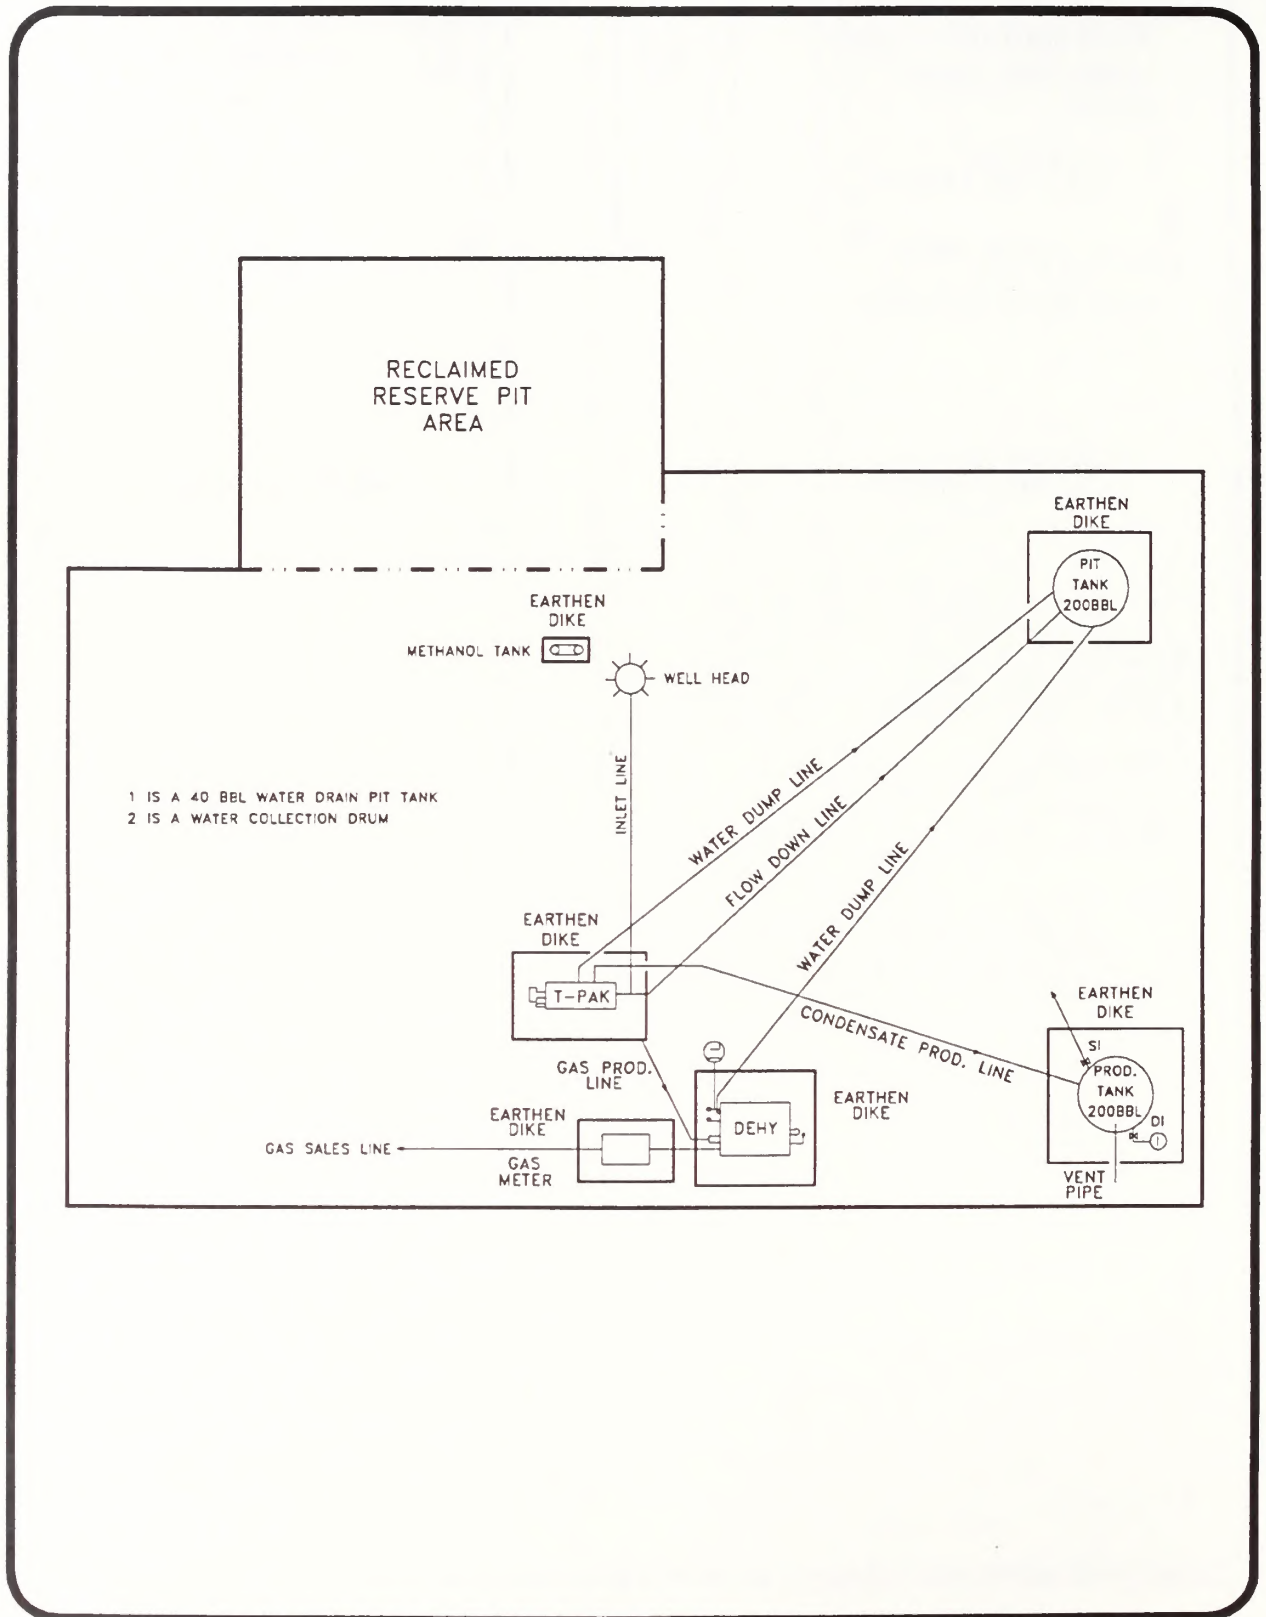 RECLAIMED
RESERVE PIT
AREA
EARTHEN
DIKE
PIT
TANK
200BBL
EARTHEN
DIKE
METHANOL TANK
WELL HEAD
INLET LINE
1 IS A 40 BBL WATER DRAIN PIT TANK
2 IS A WATER COLLECTION DRUM
WATER DUMP LINE
FLOW DOWN LINE
WATER DUMP LINE
EARTHEN
DIKE
T-PAK
CONDENSATE PROD. LINE
EARTHEN
DIKE
S1
PROD.
TANK
200BBL
D1
1
VENT
PIPE
GAS PROD.
LINE
DEHY
EARTHEN
DIKE
EARTHEN
DIKE
GAS SALES LINE
GAS
METER